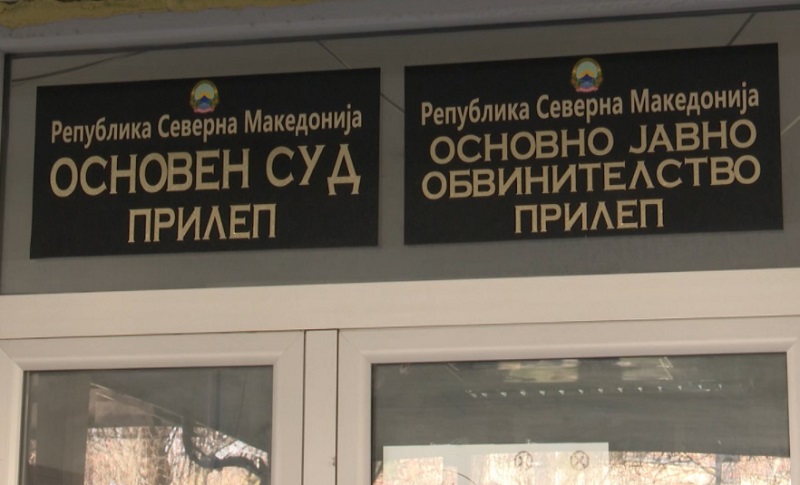 Република Северна Македонија
ОСНОВЕН СУД
ПРИЛЕП
Република Северна Македонија
ОСНОВНО ЈАВНО
ОБВИНИТЕЛСТВО
ПРИЛЕП